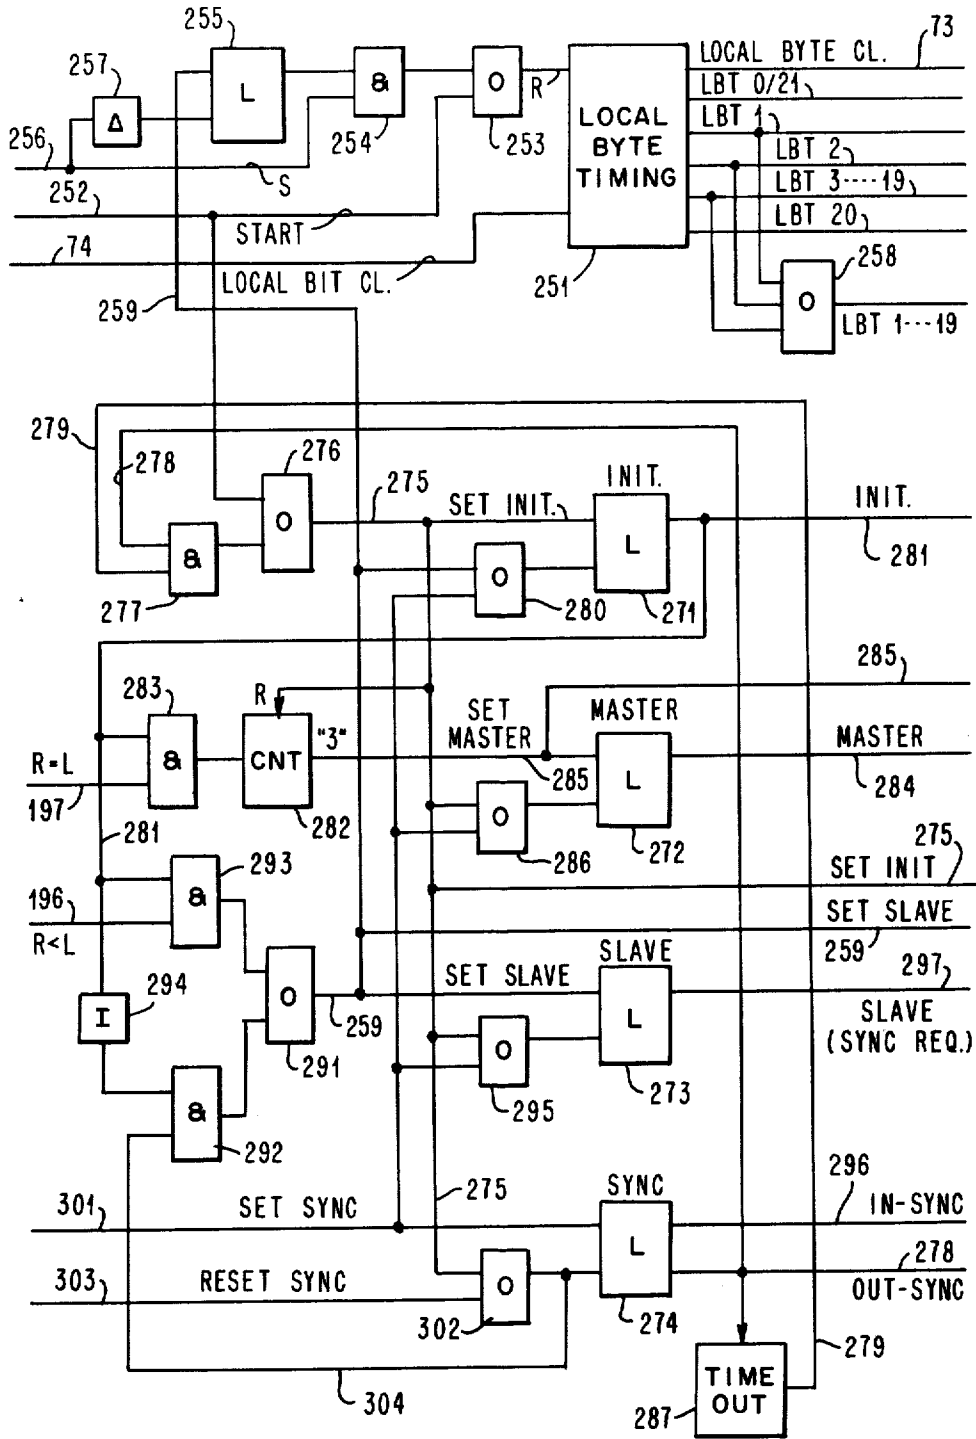 255
73
257
LOCAL BYTE CL.
L
&
O
R
LBT 0/21
Δ
LOCAL
BYTE
TIMING
LBT 1
256
254
253
LBT 2
S
LBT 3----19
252
START
LBT 20
74
258
LOCAL BIT CL.
251
259
O
LBT 1---19
279
278
276
275
INIT.
SET INIT.
INIT.
O
L
&
O
281
277
280
271
285
283
R
SET
MASTER
MASTER
"3"
MASTER
R=L
&
CNT
285
L
284
197
282
O
281
286
272
275
293
SET INIT
196
&
SET SLAVE
R<L
SLAVE
259
297
294
SET SLAVE
I
O
259
L
SLAVE
(SYNC REQ.)
O
291
295
273
&
292
275
SYNC
296
301
SET SYNC
IN-SYNC
L
278
303
RESET SYNC
O
OUT-SYNC
302
274
TIME
OUT
279
304
287